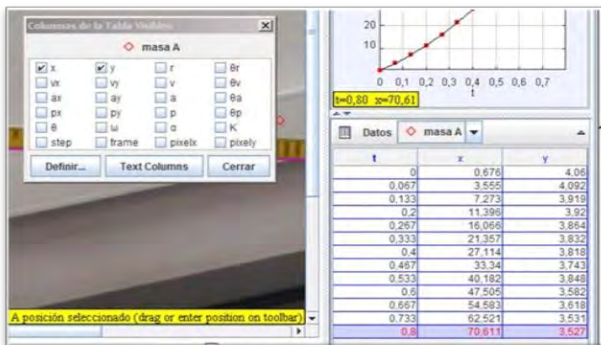 Columnas de la Tabla Visibles
masa A
x y r θr
vx vy v θv
ax ay a θa
px py p θp
θ ω α K
step frame pixelx pixely
Definir... Text Columns Cerrar
A posición seleccionado (drag or enter position on toolbar)
20
10
0 0,1 0,2 0,3 0,4 0,5 0,6 0,7
t
t=0,80 x=70,61
Datos masa A
t x y
0 0,676 4,06
0,067 3,555 4,092
0,133 7,273 3,919
0,2 11,396 3,92
0,267 16,066 3,864
0,333 21,357 3,832
0,4 27,114 3,818
0,467 33,34 3,743
0,533 40,182 3,848
0,6 47,505 3,582
0,667 54,583 3,618
0,733 62,521 3,531
0,8 70,611 3,527